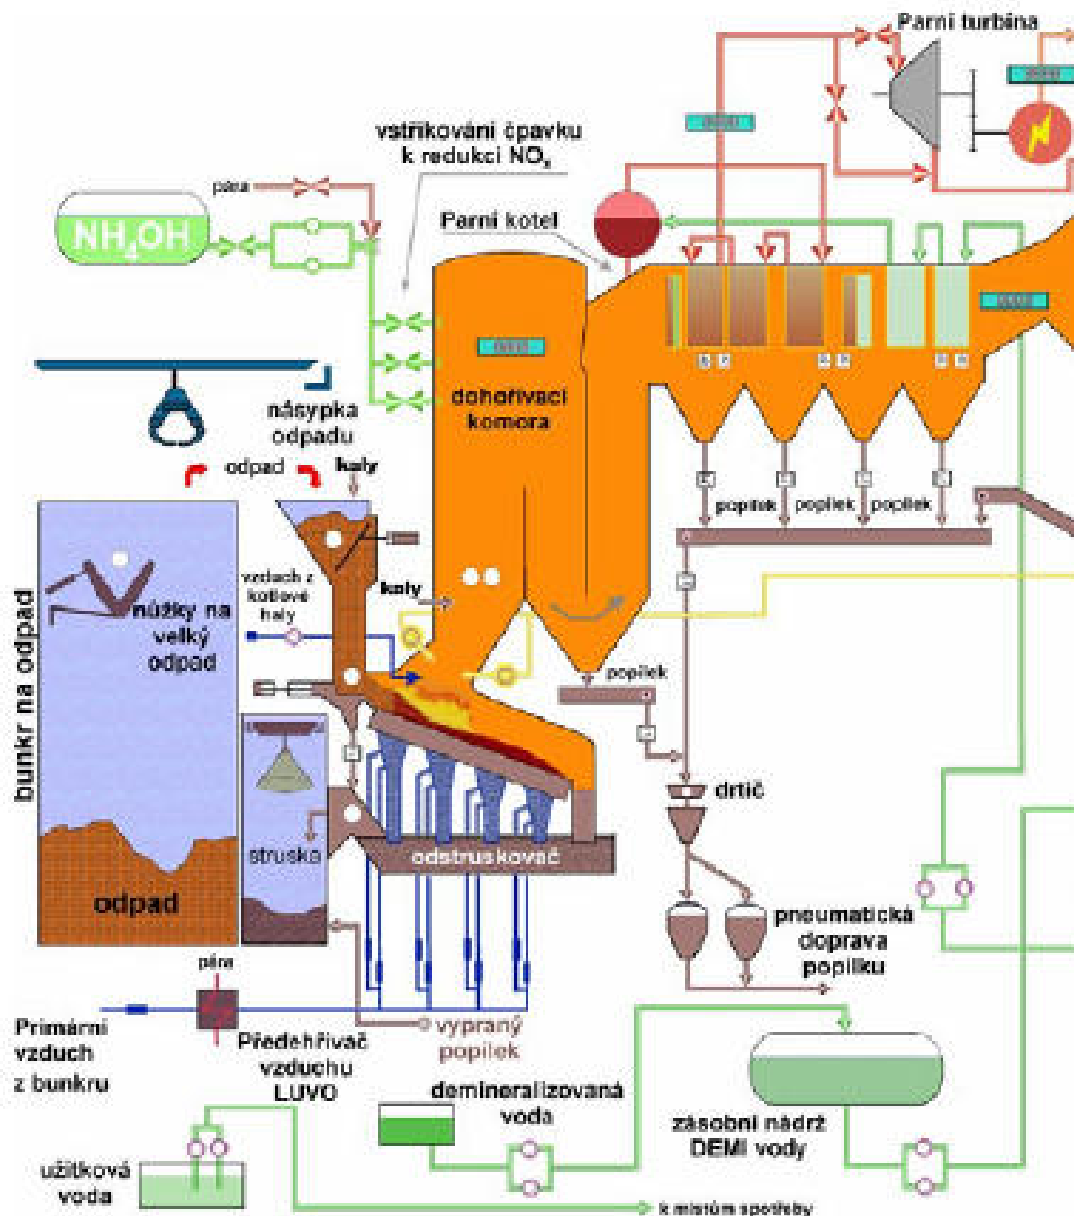 Parní turbína
vstřikování čpavku
k redukci NOx
pára
NH4OH
Parní kotel
dohořívací
komora
násypka
odpadu
odpad
kaly
popílek
popílek
popílek
vzduch z
kotlové
haly
kaly
nůžky na
velký
odpad
bunkr na odpad
popílek
drtič
struska
odstruskovač
odpad
pneumatická
doprava
popílku
pára
Primární
vzduch
z bunkru
Předehřívač
vzduchu
LUVO
vypraný
popílek
demineralizovaná
voda
zásobní nádrž
DEMI vody
užitková
voda
k místům spotřeby